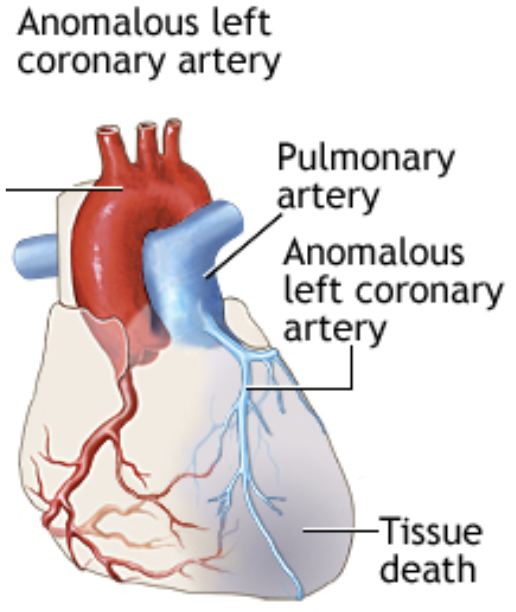 Anomalous left
coronary artery
Pulmonary
artery
Anomalous
left coronary
artery
Tissue
death